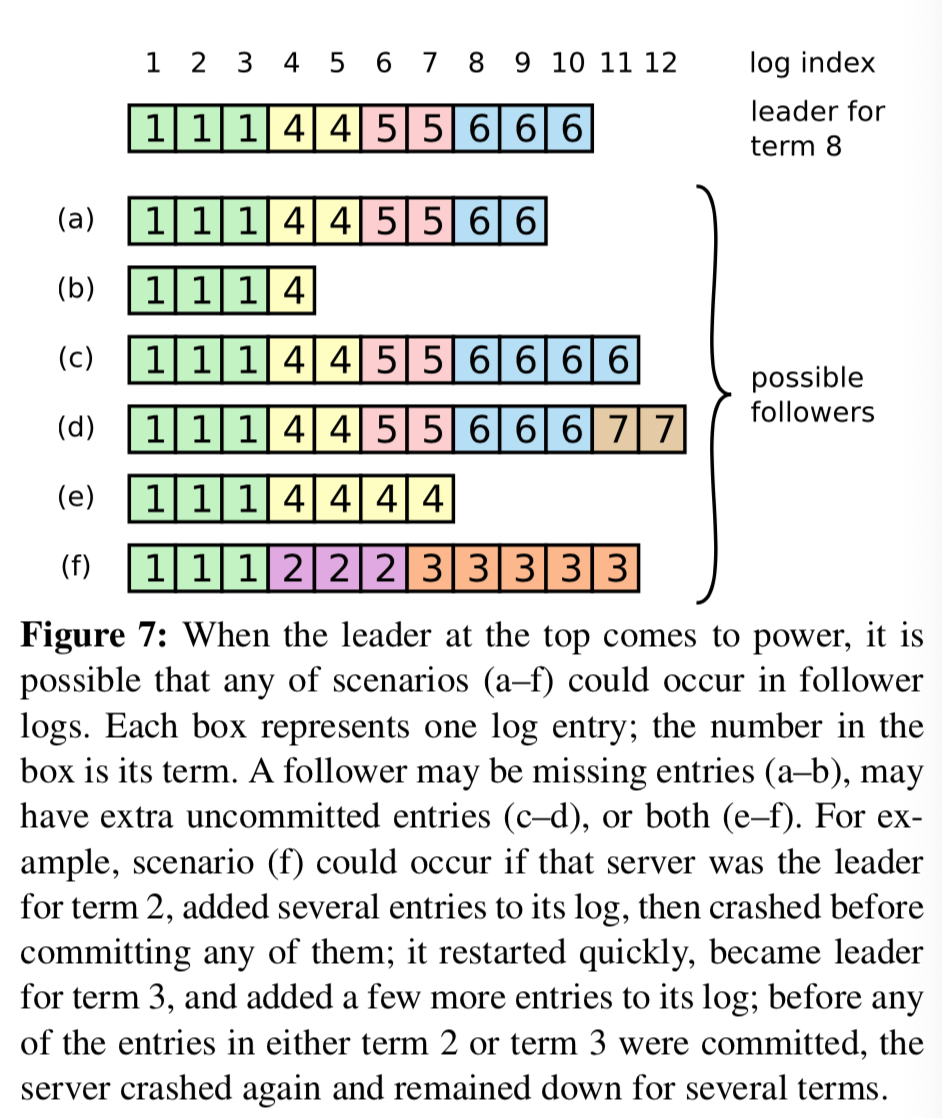 1 2 3 4 5 6 7 8 9 10 11 12 log index
1 1 1 4 4 5 5 6 6 6 leader for
term 8
(a) 1 1 1 4 4 5 5 6 6
(b) 1 1 1 4
(c) 1 1 1 4 4 5 5 6 6 6 6
(d) 1 1 1 4 4 5 5 6 6 6 7 7
(e) 1 1 1 4 4 4 4
(f) 1 1 1 2 2 2 3 3 3 3 3
possible
followers
Figure 7: When the leader at the top comes to power, it is
possible that any of scenarios (a–f) could occur in follower
logs. Each box represents one log entry; the number in the
box is its term. A follower may be missing entries (a–b), may
have extra uncommitted entries (c–d), or both (e–f). For ex-
ample, scenario (f) could occur if that server was the leader
for term 2, added several entries to its log, then crashed before
committing any of them; it restarted quickly, became leader
for term 3, and added a few more entries to its log; before any
of the entries in either term 2 or term 3 were committed, the
server crashed again and remained down for several terms.